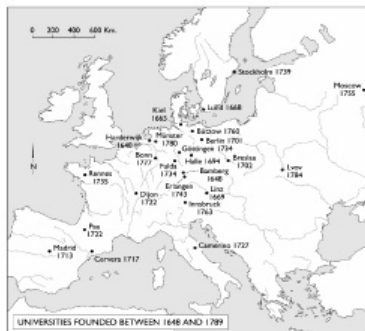 0 200 400 600 Km.
Stockholm 1739
Moscow
1755
Kiel
1665
Lund 1668
Harderwijk
1648
Münster
1780
Bützow 1760
Berlin 1701
Göttingen 1734
Bonn
1777
Fulda
1734
Halle 1694
Breslau
1702
Bamberg
1648
Lvov
1784
Rennes
1735
Dijon
1722
Erlangen
1743
Linz
1669
Innsbruck
1763
Pau
1722
Camerino 1727
Madrid
1713
Cervera 1717
N
UNIVERSITIES FOUNDED BETWEEN 1648 AND 1789